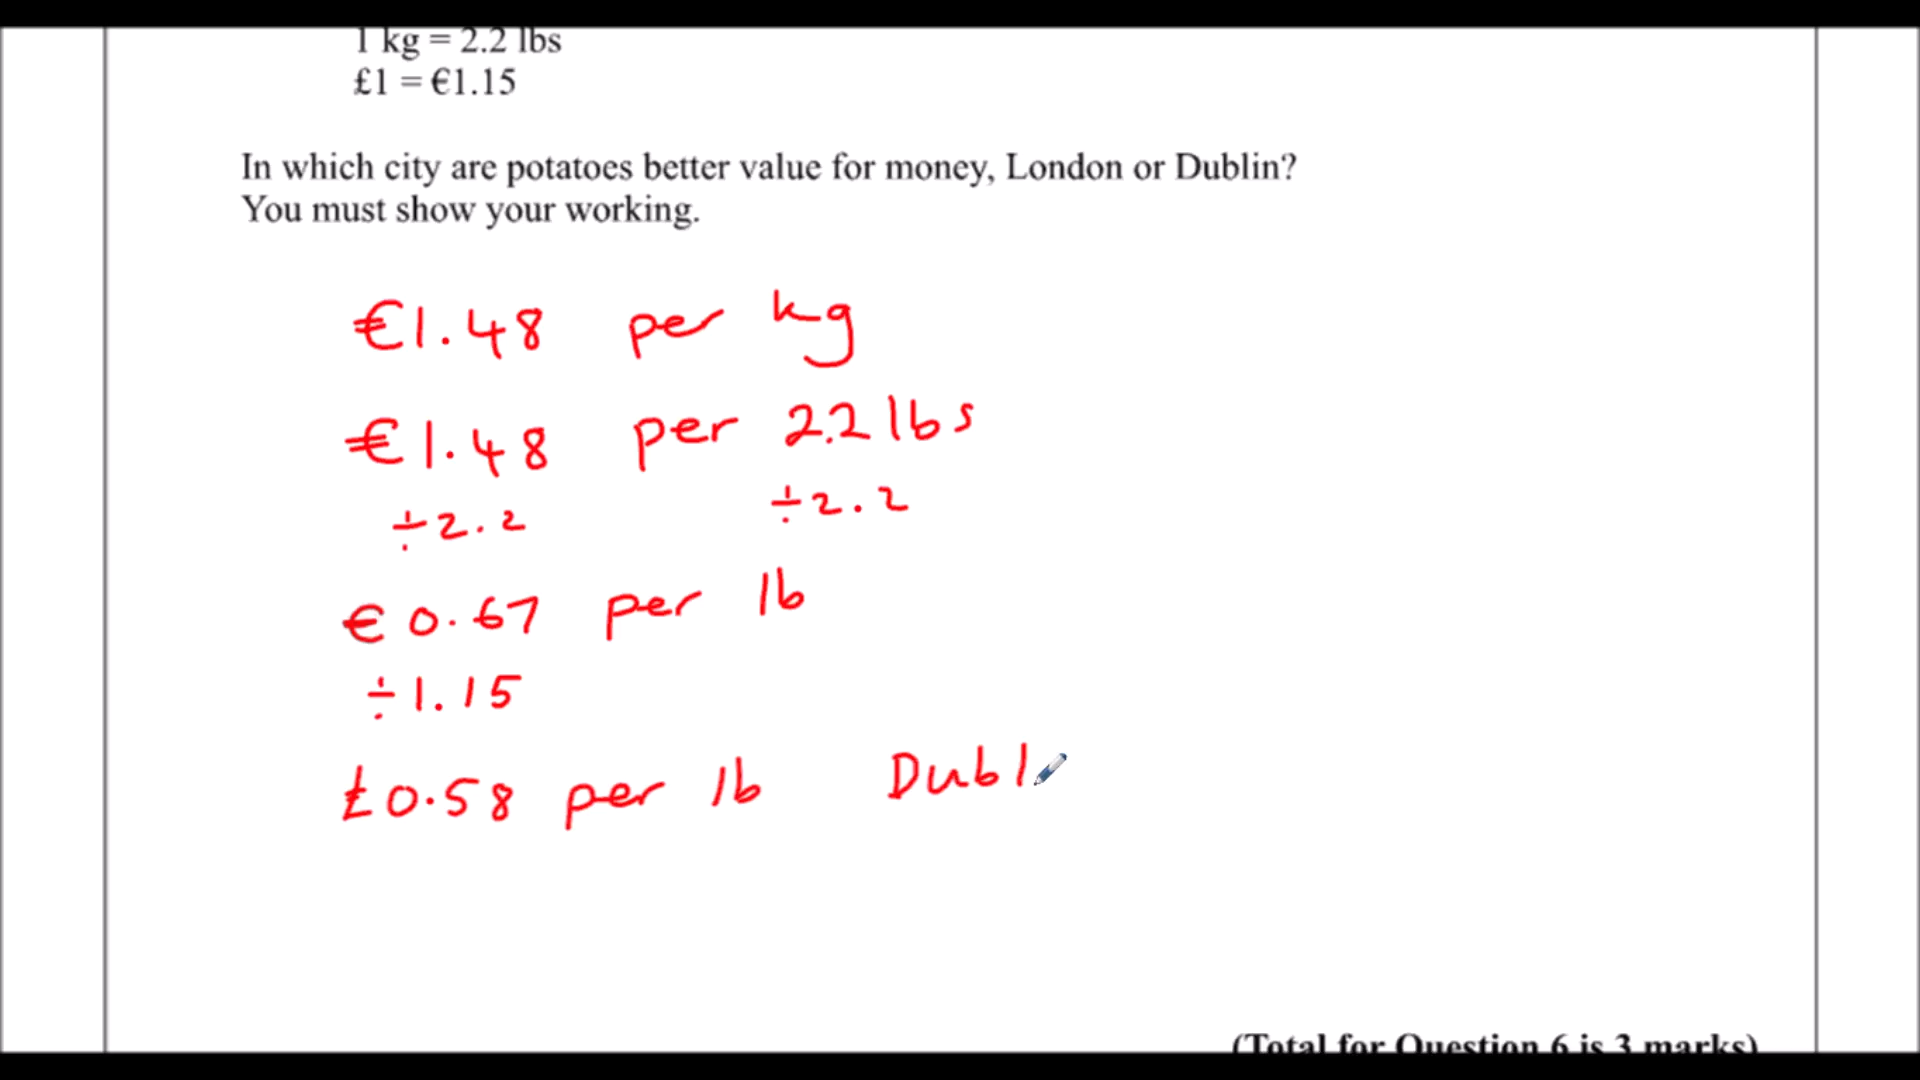 1 kg = 2.2 lbs
£1 = €1.15
In which city are potatoes better value for money, London or Dublin?
You must show your working.
€1.48 per kg
€1.48 per 2.2 lbs
÷2.2 ÷2.2
€0.67 per lb
÷1.15
£0.58 per lb Dubl
(Total for Question 6 is 3 marks)